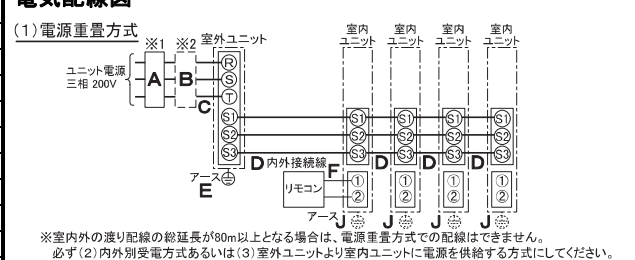 電気配線図
(1)電源重畳方式
※1 ※2 室外ユニット 室内ユニット 室内ユニット 室内ユニット 室内ユニット
ユニット電源
三相 200V
A B C
R
S
T
S1 S1 S1 S1 S1
S2 S2 S2 S2 S2
S3 S3 S3 S3 S3
D 内外接続線 F D D D
アース
E
リモコン
① ① ① ①
② ② ② ②
アース J J J J
※室内外の渡り配線の総延長が80m以上となる場合は、電源重畳方式での配線はできません。
必ず(2)内外別受電方式あるいは(3)室外ユニットより室内ユニットに電源を供給する方式にしてください。